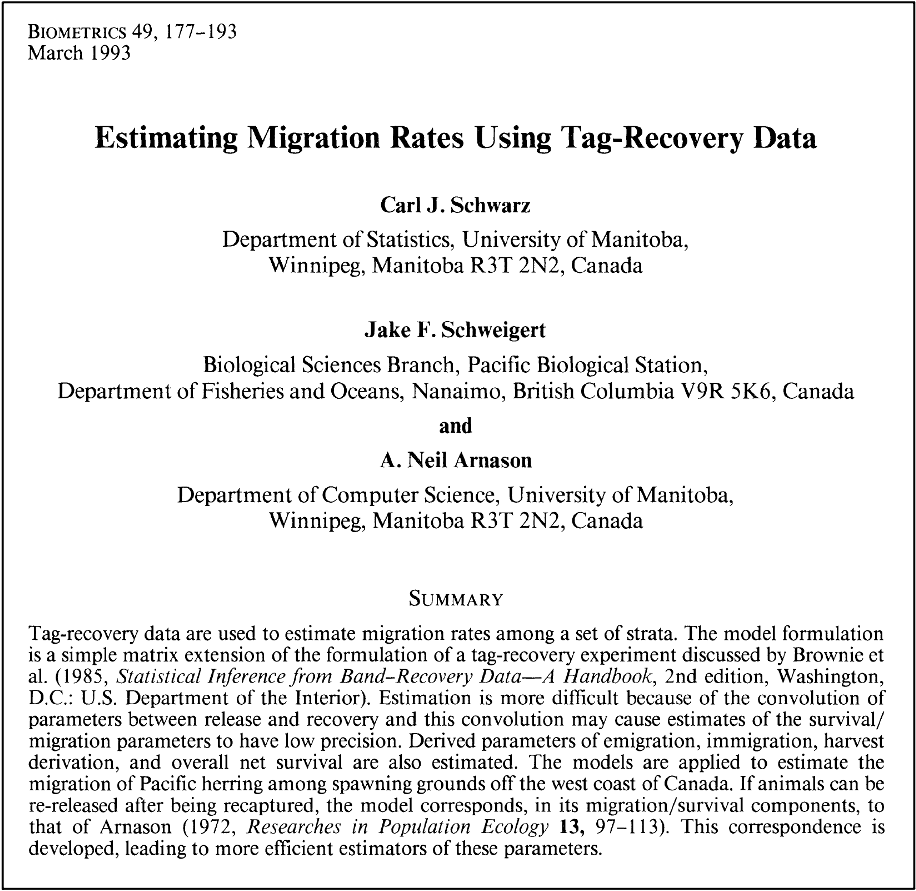 BIOMETRICS 49, 177–193
March 1993
Estimating Migration Rates Using Tag-Recovery Data
Carl J. Schwarz
Department of Statistics, University of Manitoba,
Winnipeg, Manitoba R3T 2N2, Canada
Jake F. Schweigert
Biological Sciences Branch, Pacific Biological Station,
Department of Fisheries and Oceans, Nanaimo, British Columbia V9R 5K6, Canada
and
A. Neil Arnason
Department of Computer Science, University of Manitoba,
Winnipeg, Manitoba R3T 2N2, Canada
SUMMARY
Tag-recovery data are used to estimate migration rates among a set of strata. The model formulation
is a simple matrix extension of the formulation of a tag-recovery experiment discussed by Brownie et
al. (1985, Statistical Inference from Band–Recovery Data—A Handbook, 2nd edition, Washington,
D.C.: U.S. Department of the Interior). Estimation is more difficult because of the convolution of
parameters between release and recovery and this convolution may cause estimates of the survival/
migration parameters to have low precision. Derived parameters of emigration, immigration, harvest
derivation, and overall net survival are also estimated. The models are applied to estimate the
migration of Pacific herring among spawning grounds off the west coast of Canada. If animals can be
re-released after being recaptured, the model corresponds, in its migration/survival components, to
that of Arnason (1972, Researches in Population Ecology 13, 97–113). This correspondence is
developed, leading to more efficient estimators of these parameters.